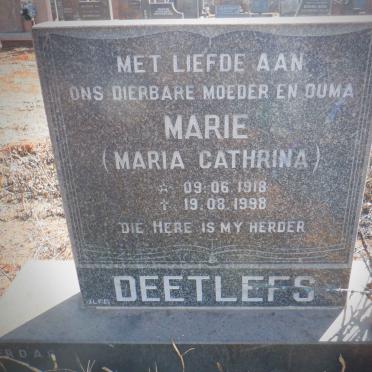 MET LIEFDE AAN
ONS DIERBARE MOEDER EN OUMA
MARIE
(MARIA CATHRINA)
☆ 09.06.1918
✝ 19.08.1998
DIE HERE IS MY HERDER
DEETLEFS